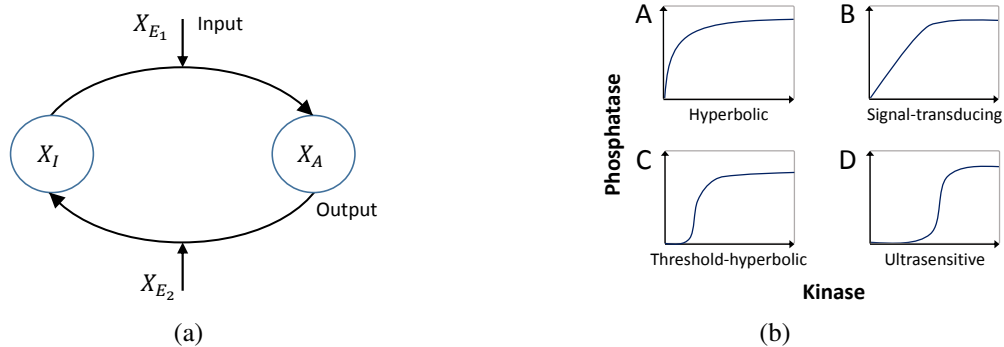 X_{E_1} Input
X_I
X_A
Output
X_{E_2}
(a)
Phosphatase
A
Hyperbolic
B
Signal-transducing
C
Threshold-hyperbolic
D
Ultrasensitive
Kinase
(b)